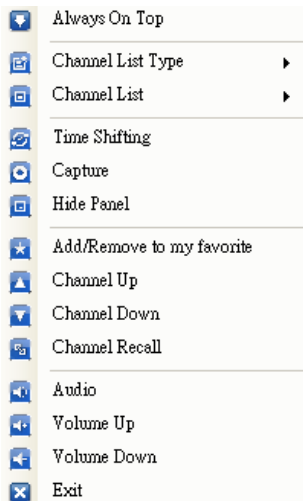 Always On Top
Channel List Type
Channel List
Time Shifting
Capture
Hide Panel
Add/Remove to my favorite
Channel Up
Channel Down
Channel Recall
Audio
Volume Up
Volume Down
Exit